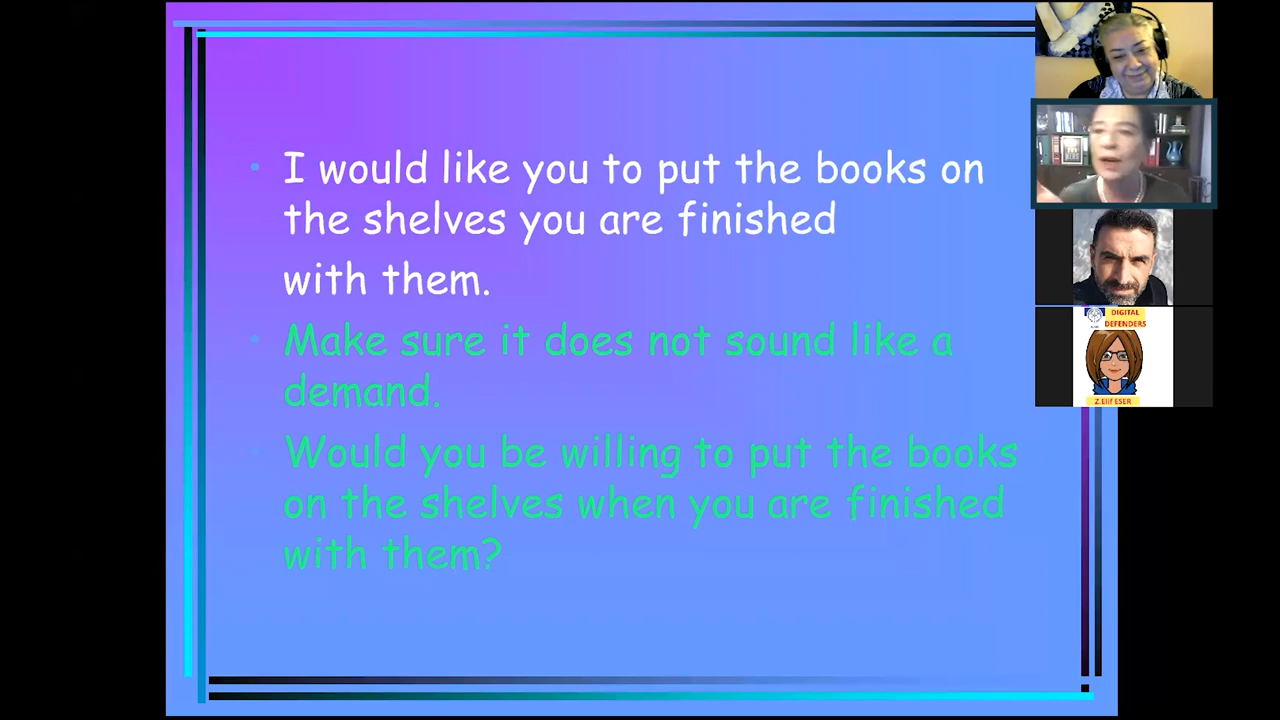 I would like you to put the books on
the shelves you are finished
with them.
Make sure it does not sound like a
demand.
Would you be willing to put the books
on the shelves when you are finished
with them?
DIGITAL
DEFENDERS
Z.Elif ESER